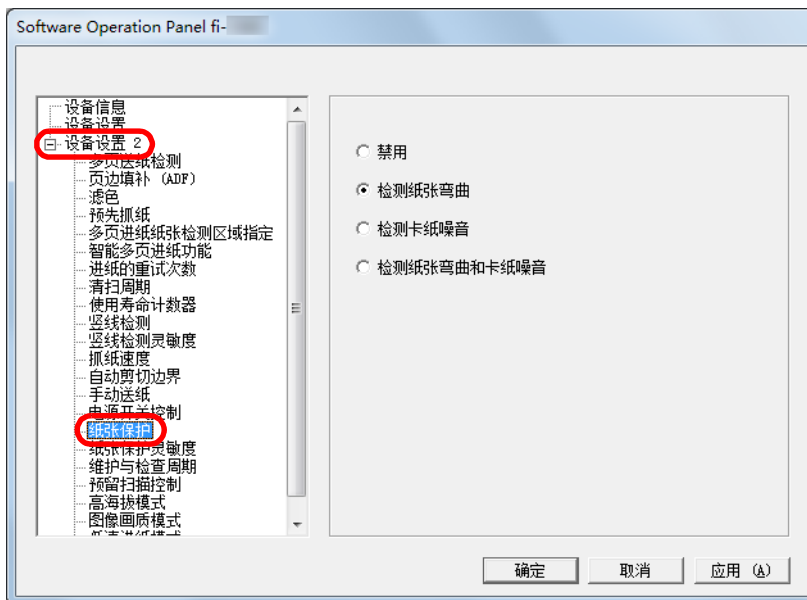 Software Operation Panel fi-
设备信息
设备设置
设备设置 2
多页送纸检测
页边填补 (ADF)
滤色
预先抓纸
多页进纸纸张检测区域指定
智能多页进纸功能
进纸的重试次数
清扫周期
使用寿命计数器
竖线检测
竖线检测灵敏度
抓纸速度
自动剪切边界
手动送纸
电源开关控制
纸张保护
纸张保护灵敏度
维护与检查周期
预留扫描控制
高海拔模式
图像画质模式
低速进纸模式
禁用
检测纸张弯曲
检测卡纸噪音
检测纸张弯曲和卡纸噪音
确定
取消
应用 (A)